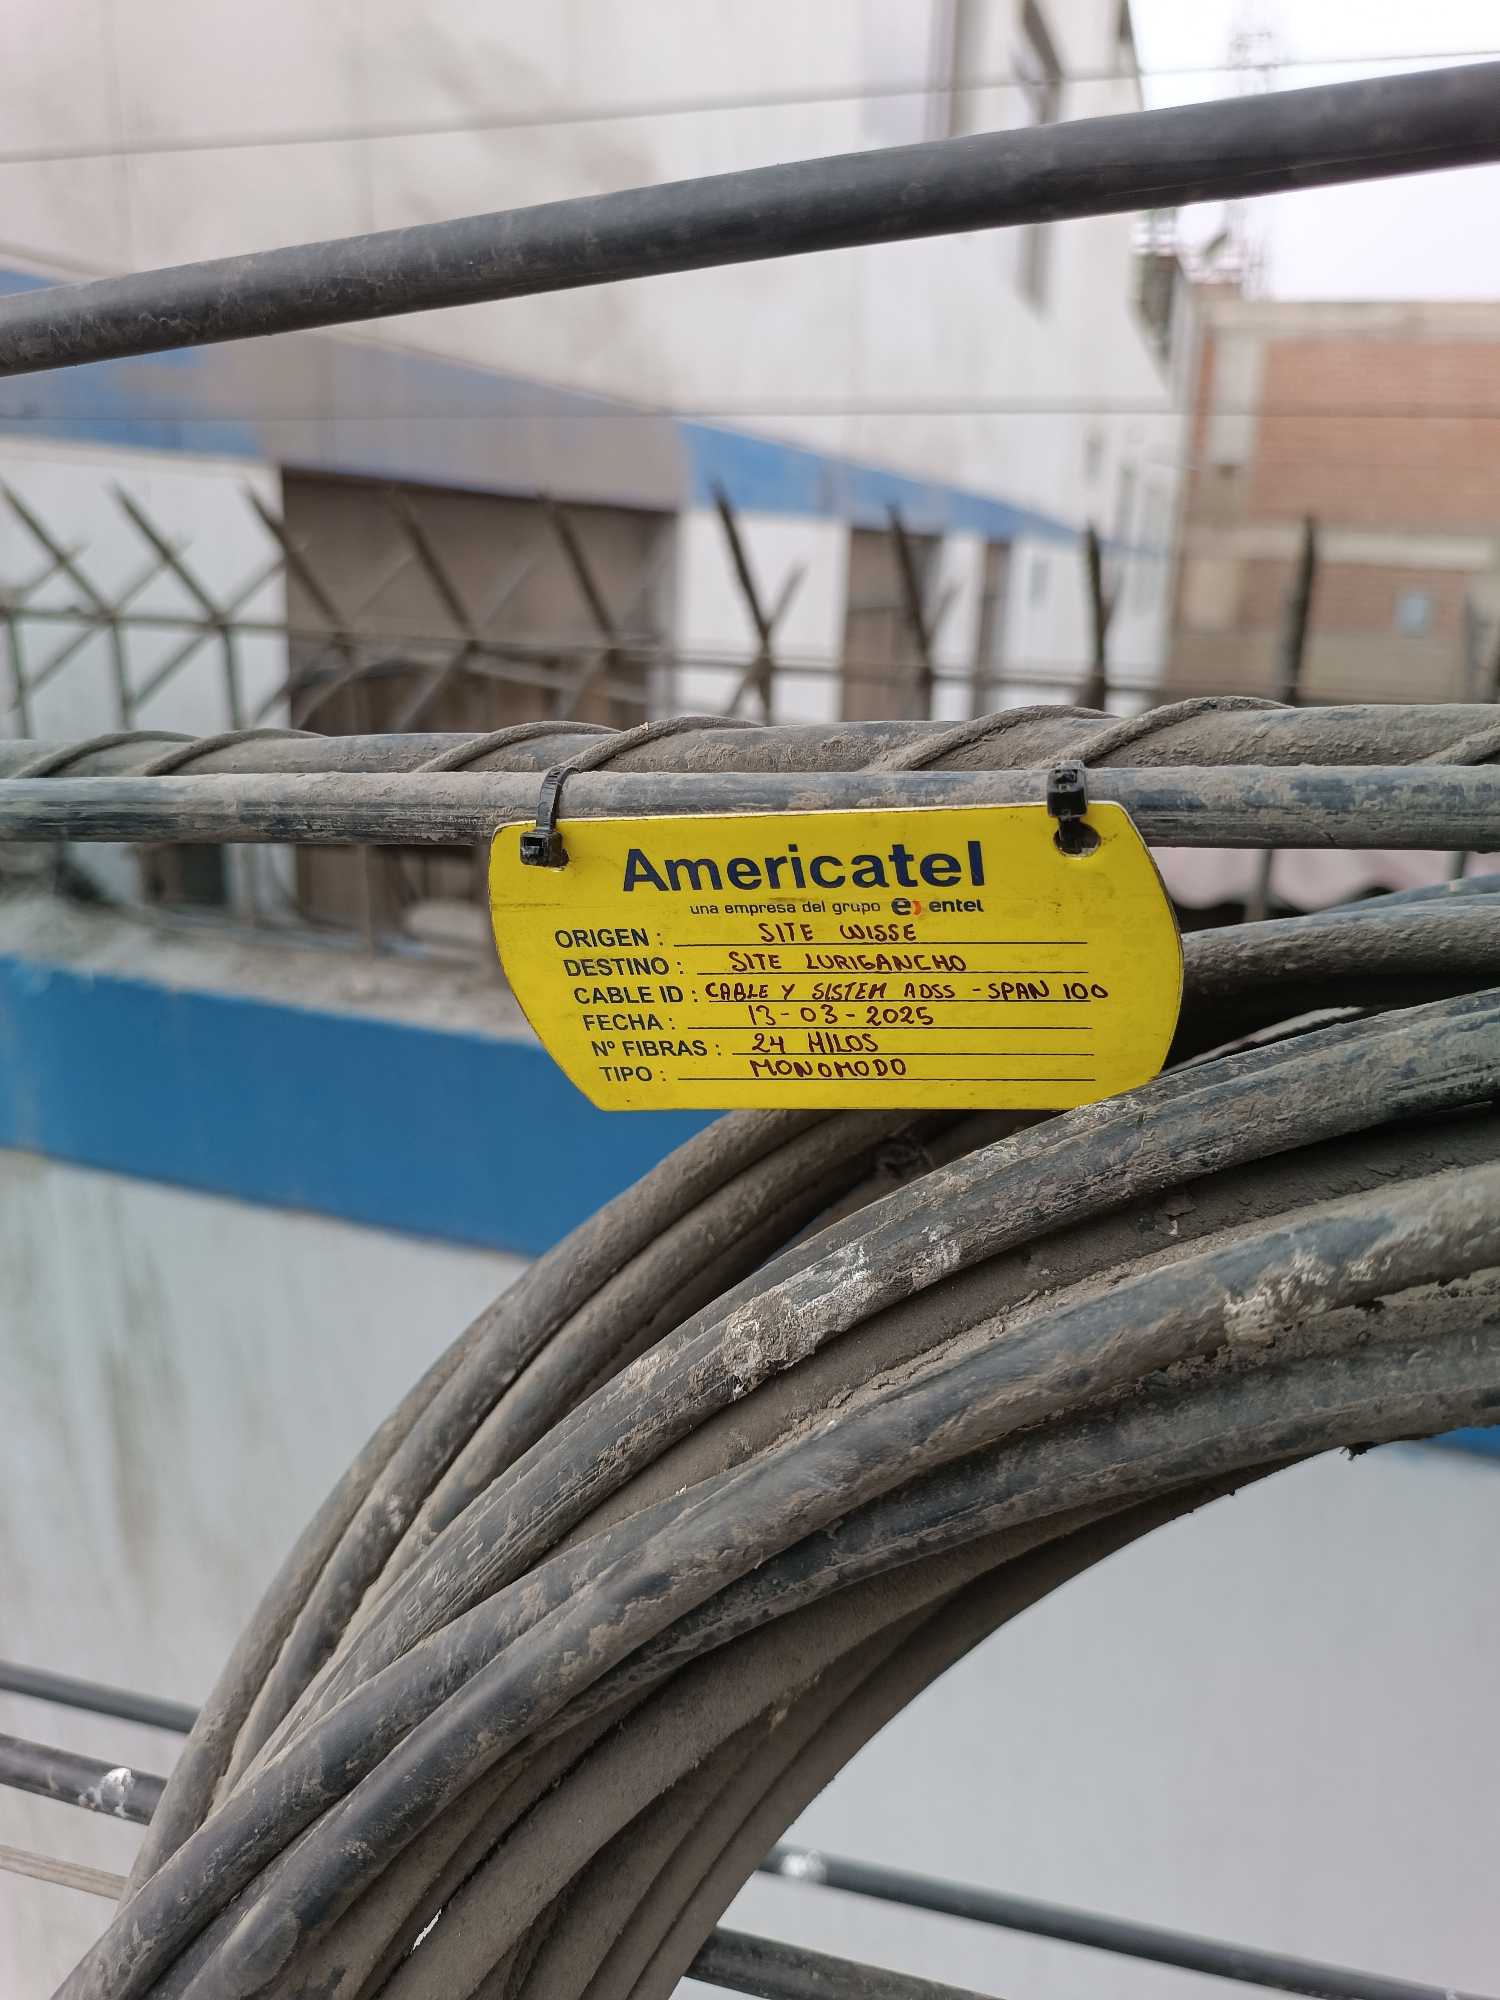 Americatel
una empresa del grupo entel
ORIGEN : SITE WISSE
DESTINO : SITE LURIGANCHO
CABLE ID : CABLE Y SISTEM ADSS - SPAN 100
FECHA : 13-03-2025
Nº FIBRAS : 24 HILOS
TIPO : MONOMODO